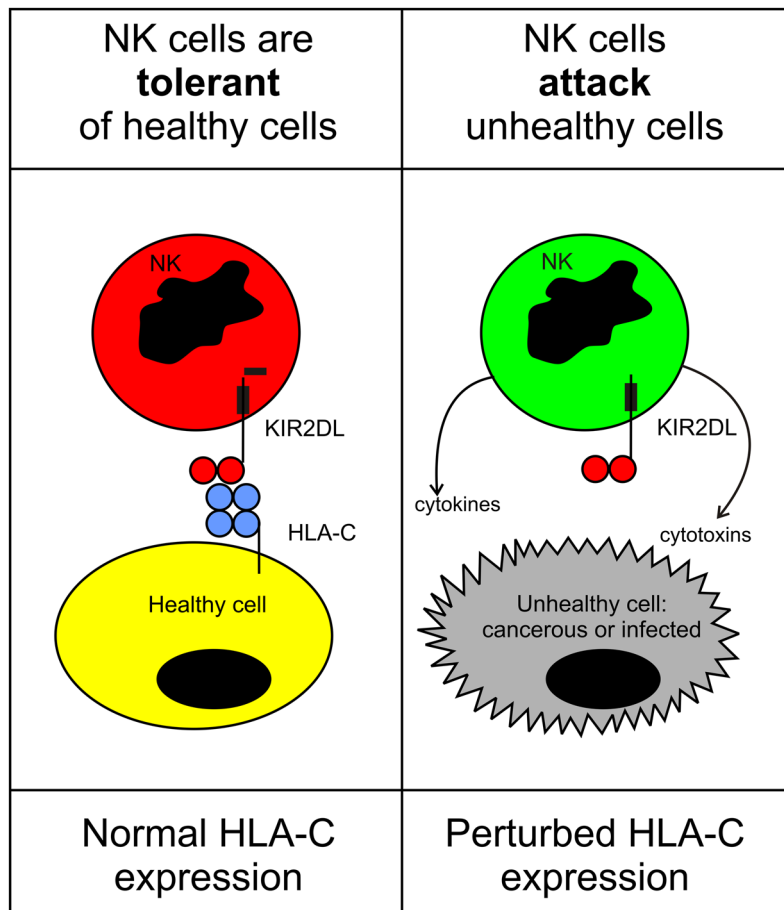 NK cells are
tolerant
of healthy cells
NK cells
attack
unhealthy cells
NK
KIR2DL
HLA-C
Healthy cell
NK
KIR2DL
cytokines
cytotoxins
Unhealthy cell:
cancerous or infected
Normal HLA-C
expression
Perturbed HLA-C
expression